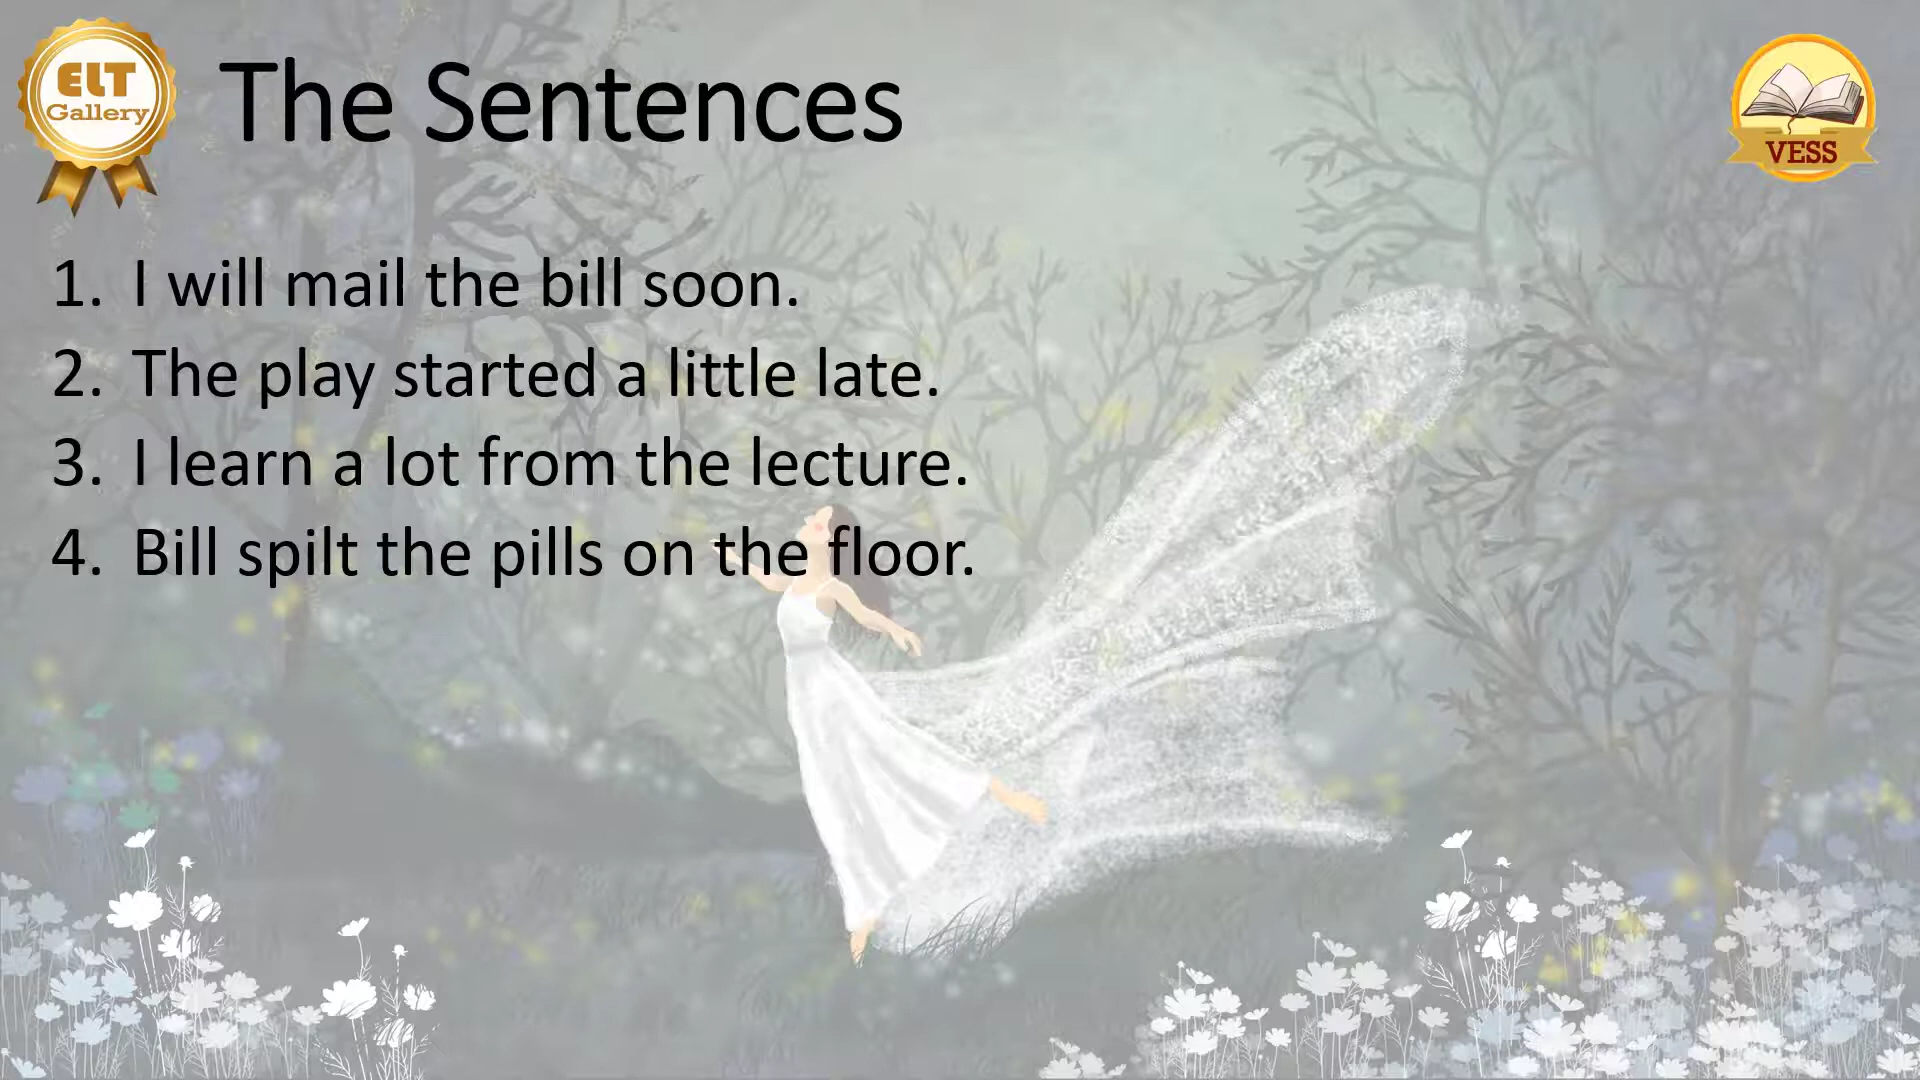 ELT
Gallery
The Sentences
VESS
1. I will mail the bill soon.
2. The play started a little late.
3. I learn a lot from the lecture.
4. Bill spilt the pills on the floor.